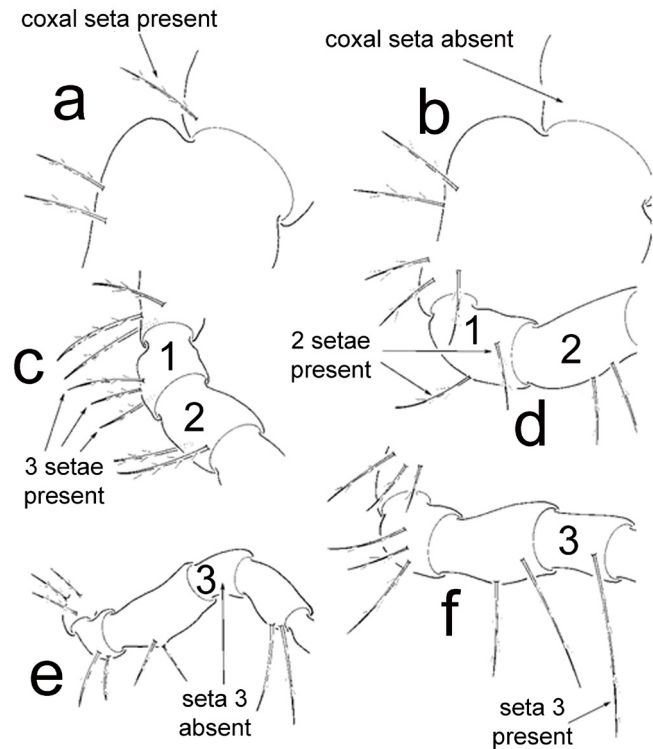 coxal seta present
coxal seta absent
a
b
c
1
2
3 setae
present
2 setae
present
1
2
d
3
e
seta 3
absent
3
f
seta 3
present